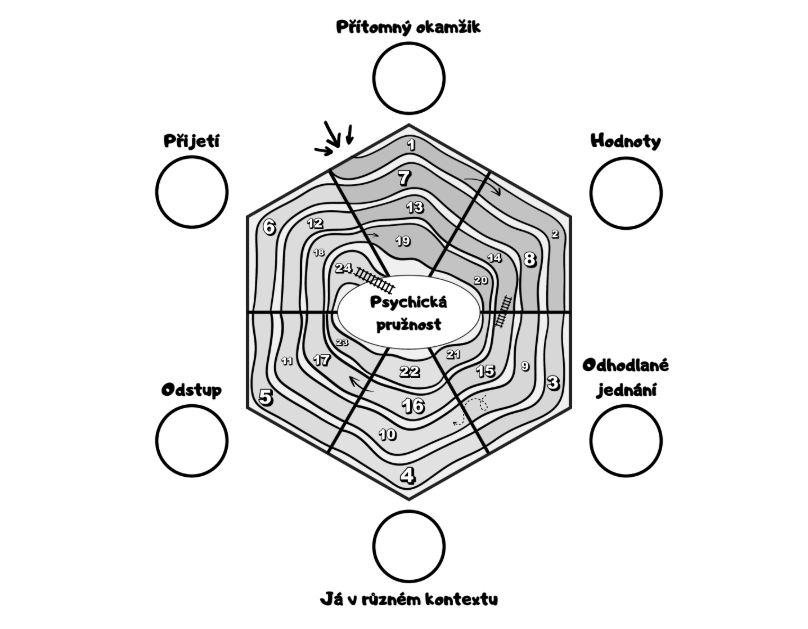 Přítomný okamžik
Přijetí
Hodnoty
1
7
13
19
6
12
18
24
2
8
14
20
Psychická
pružnost
23
17
11
5
22
16
10
4
21
15
9
3
Odstup
Odhodlané
jednání
Já v různém kontextu